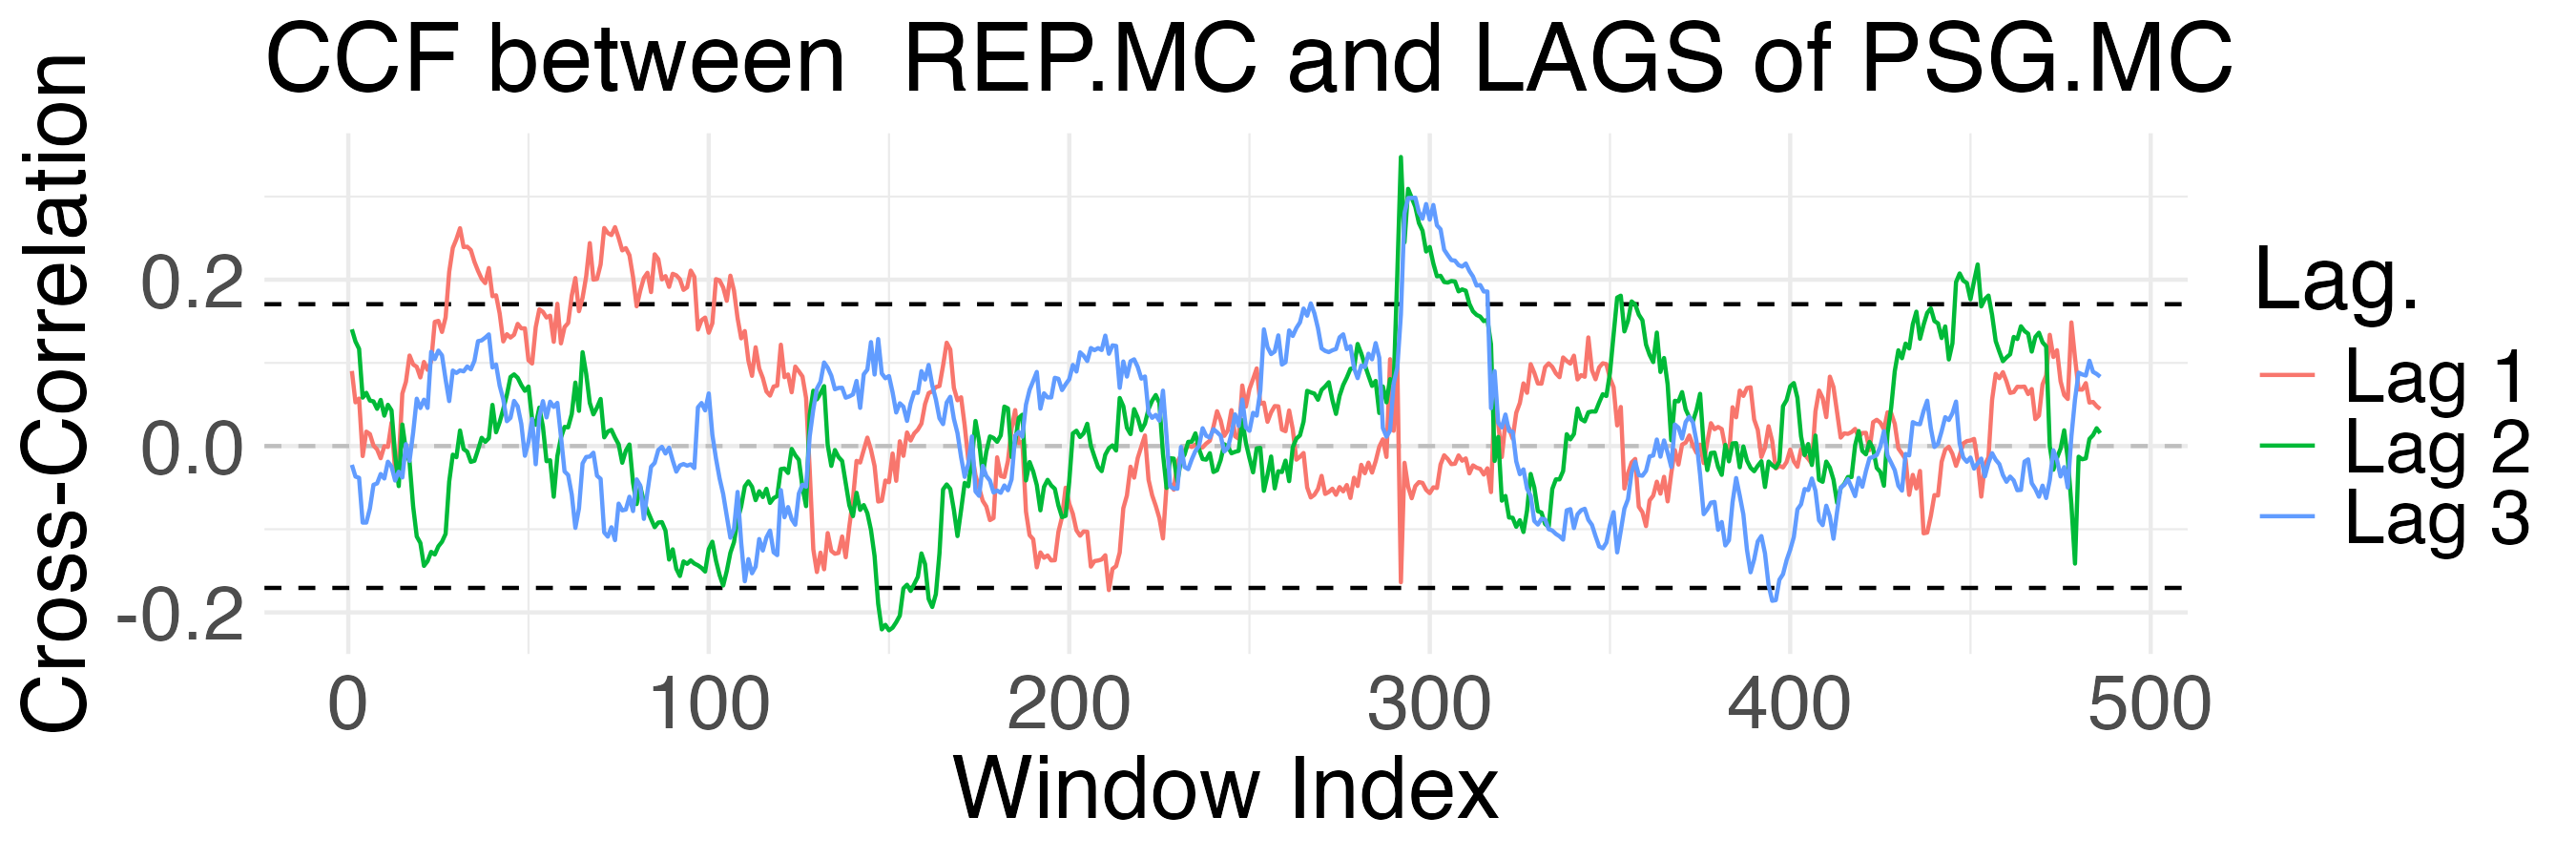 CCF between  REP.MC and LAGS of PSG.MC
Cross-Correlation
0.2
0.0
-0.2
0
100
200
300
400
500
Window Index
Lag.
Lag 1
Lag 2
Lag 3